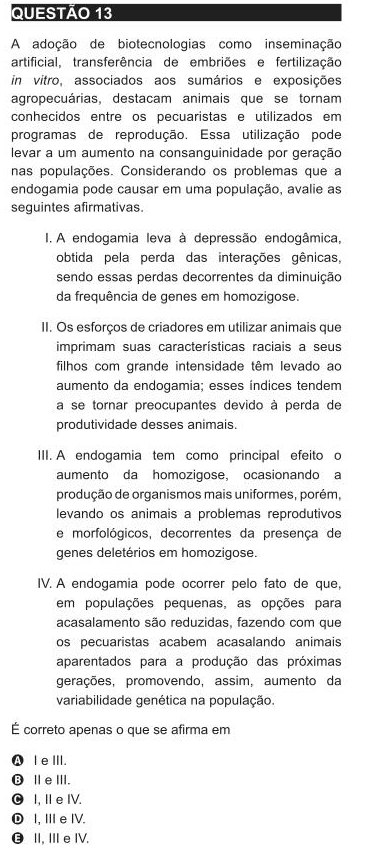 QUESTÃO 13
A adoção de biotecnologias como inseminação
artificial, transferência de embriões e fertilização
in vitro, associados aos sumários e exposições
agropecuárias, destacam animais que se tornam
conhecidos entre os pecuaristas e utilizados em
programas de reprodução. Essa utilização pode
levar a um aumento na consanguinidade por geração
nas populações. Considerando os problemas que a
endogamia pode causar em uma população, avalie as
seguintes afirmativas.
I. A endogamia leva à depressão endogâmica,
obtida pela perda das interações gênicas,
sendo essas perdas decorrentes da diminuição
da frequência de genes em homozigose.
II. Os esforços de criadores em utilizar animais que
imprimam suas características raciais a seus
filhos com grande intensidade têm levado ao
aumento da endogamia; esses índices tendem
a se tornar preocupantes devido à perda de
produtividade desses animais.
III. A endogamia tem como principal efeito o
aumento da homozigose, ocasionando a
produção de organismos mais uniformes, porém,
levando os animais a problemas reprodutivos
e morfológicos, decorrentes da presença de
genes deletérios em homozigose.
IV. A endogamia pode ocorrer pelo fato de que,
em populações pequenas, as opções para
acasalamento são reduzidas, fazendo com que
os pecuaristas acabem acasalando animais
aparentados para a produção das próximas
gerações, promovendo, assim, aumento da
variabilidade genética na população.
É correto apenas o que se afirma em
A I e III.
B II e III.
C I, II e IV.
D I, III e IV.
E II, III e IV.